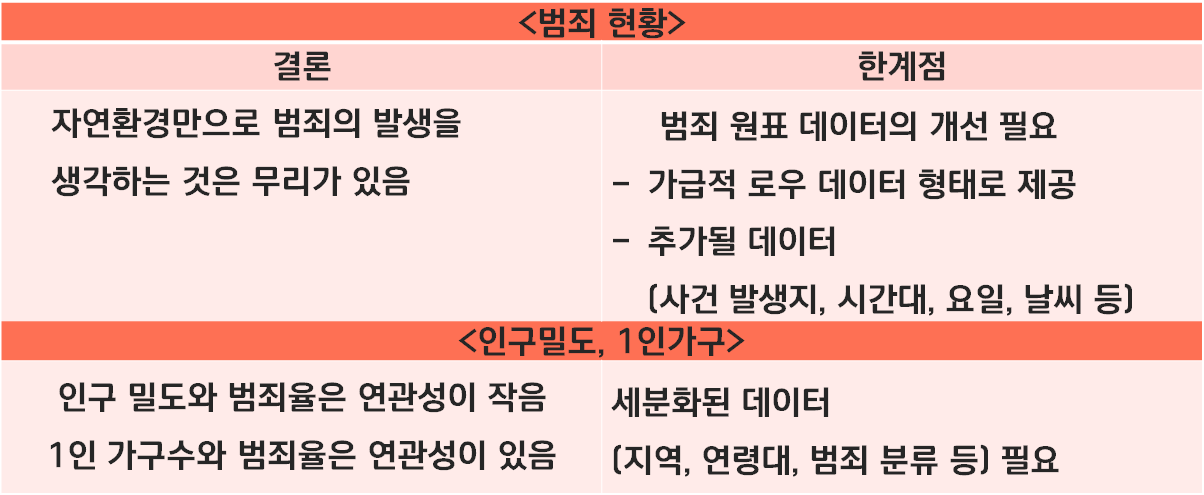 <범죄 현황>
결론
한계점
자연환경만으로 범죄의 발생을
생각하는 것은 무리가 있음
범죄 원표 데이터의 개선 필요
- 가급적 로우 데이터 형태로 제공
- 추가될 데이터
(사건 발생지, 시간대, 요일, 날씨 등)
<인구밀도, 1인가구>
인구 밀도와 범죄율은 연관성이 작음
1인 가구수와 범죄율은 연관성이 있음
세분화된 데이터
(지역, 연령대, 범죄 분류 등) 필요